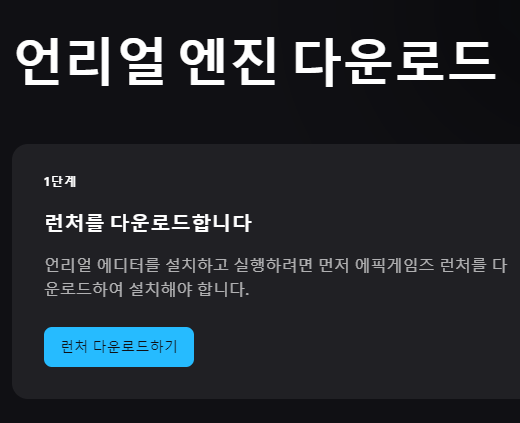 언리얼 엔진 다운로드
1단계
런처를 다운로드합니다
언리얼 에디터를 설치하고 실행하려면 먼저 에픽게임즈 런처를 다
운로드하여 설치해야 합니다.
런처 다운로드하기